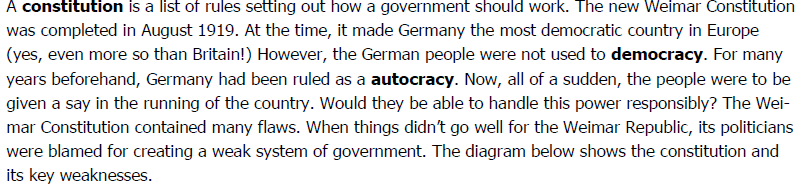 A constitution is a list of rules setting out how a government should work. The new Weimar Constitution
was completed in August 1919. At the time, it made Germany the most democratic country in Europe
(yes, even more so than Britain!) However, the German people were not used to democracy. For many
years beforehand, Germany had been ruled as a autocracy. Now, all of a sudden, the people were to be
given a say in the running of the country. Would they be able to handle this power responsibly? The Wei-
mar Constitution contained many flaws. When things didn’t go well for the Weimar Republic, its politicians
were blamed for creating a weak system of government. The diagram below shows the constitution and
its key weaknesses.